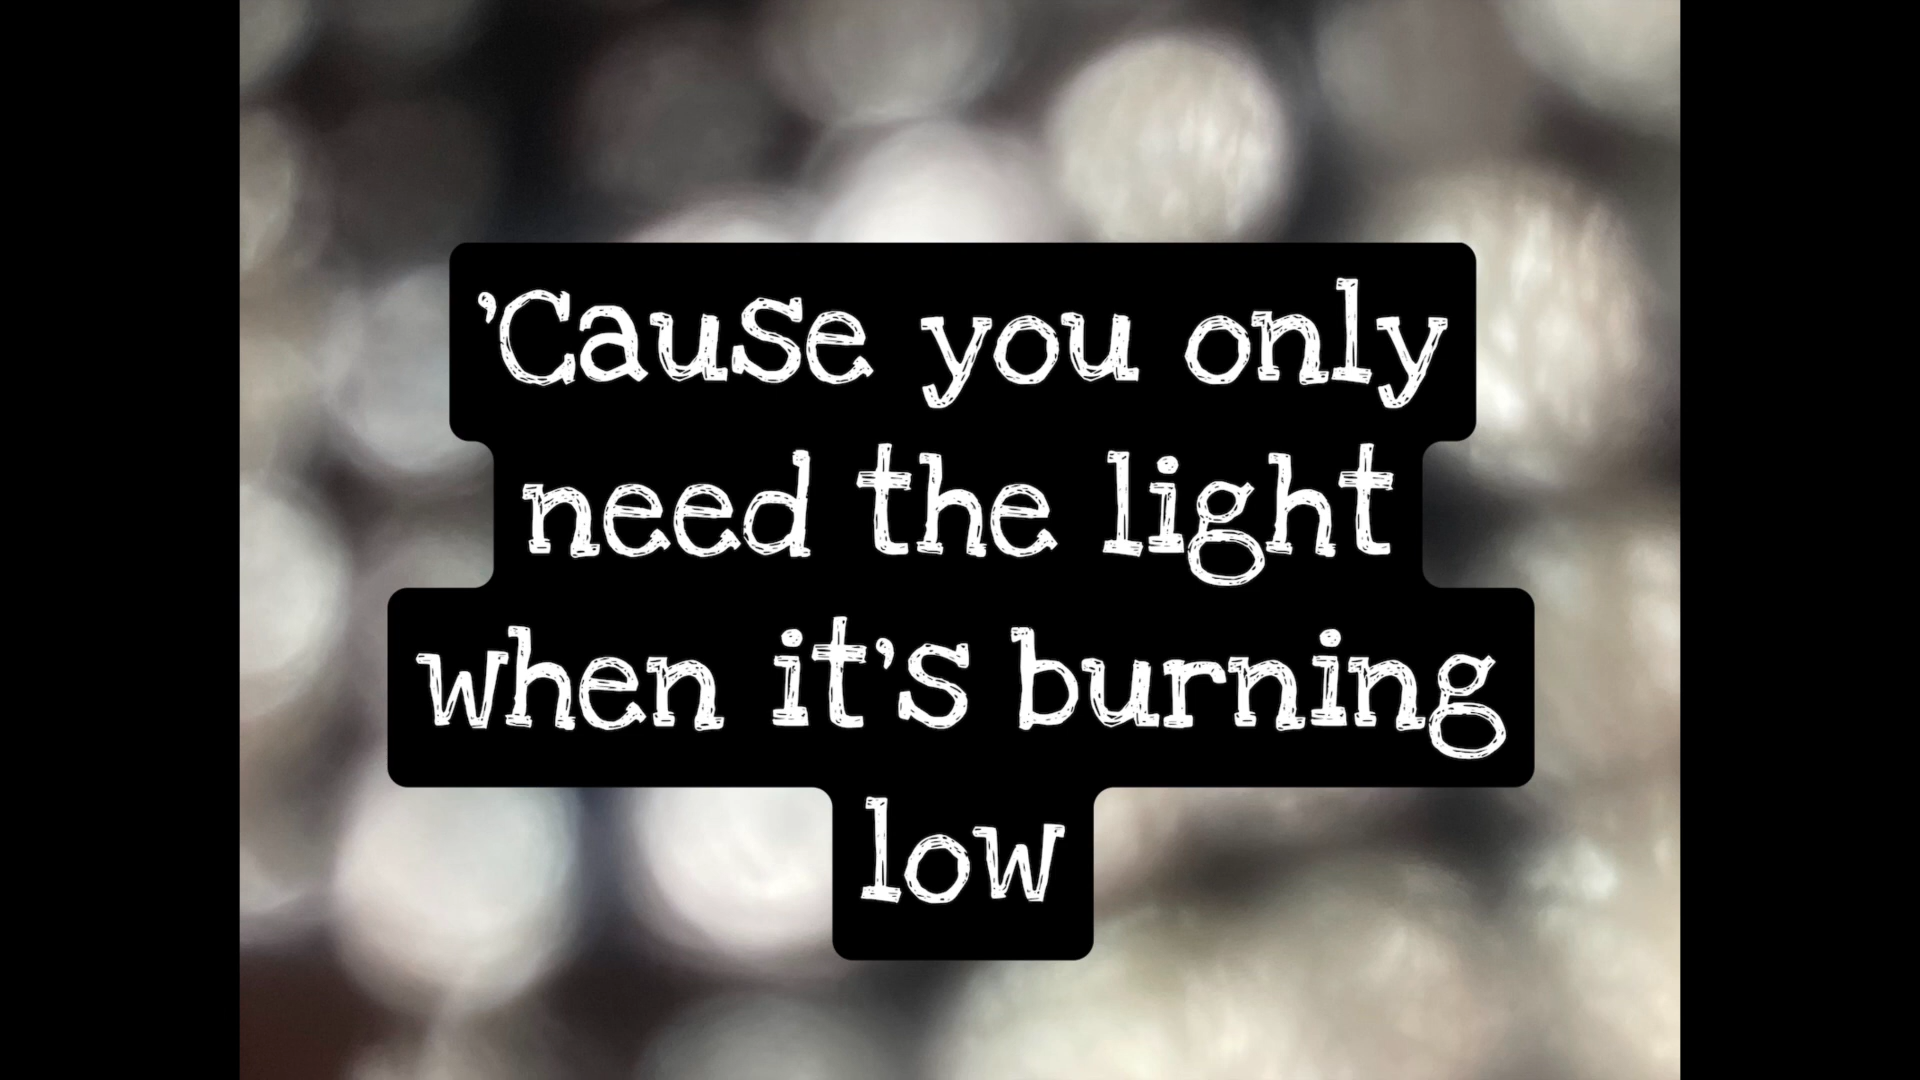 ’Cause you only
need the light
when it’s burning
low